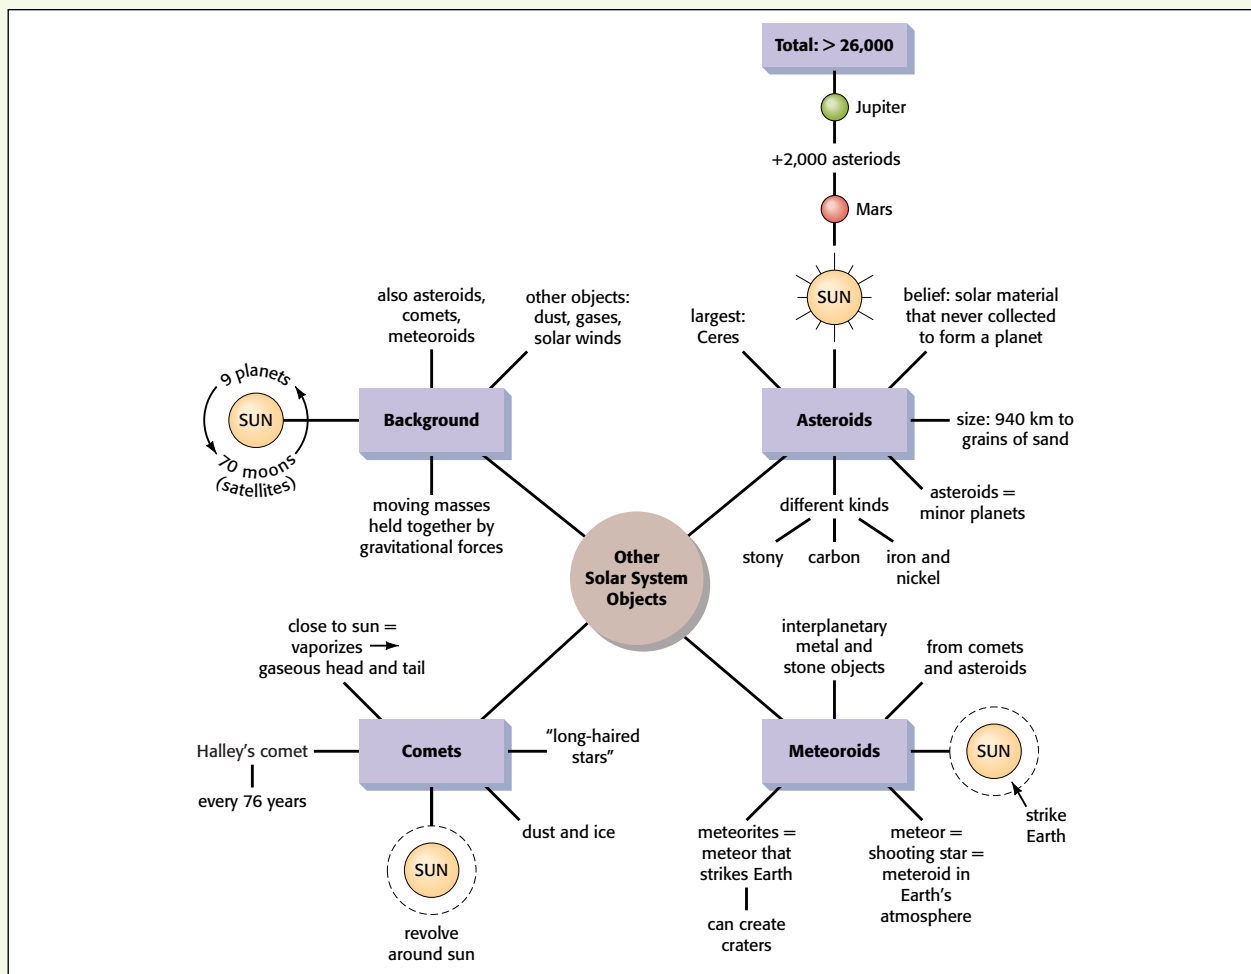 Total: > 26,000
Jupiter
+2,000 asteriods
Mars
SUN
largest:
Ceres
belief: solar material
that never collected
to form a planet
Asteroids
size: 940 km to
grains of sand
asteroids =
minor planets
different kinds
stony
carbon
iron and
nickel
also asteroids,
comets,
meteoroids
other objects:
dust, gases,
solar winds
9 planets
SUN
70 moons
(satellites)
Background
moving masses
held together by
gravitational forces
Other
Solar System
Objects
close to sun =
vaporizes
gaseous head and tail
Halley's comet
every 76 years
Comets
"long-haired
stars"
dust and ice
SUN
revolve
around sun
interplanetary
metal and
stone objects
from comets
and asteroids
Meteoroids
SUN
strike
Earth
meteorites =
meteor that
strikes Earth
can create
craters
meteor =
shooting star =
meteroid in
Earth's
atmosphere